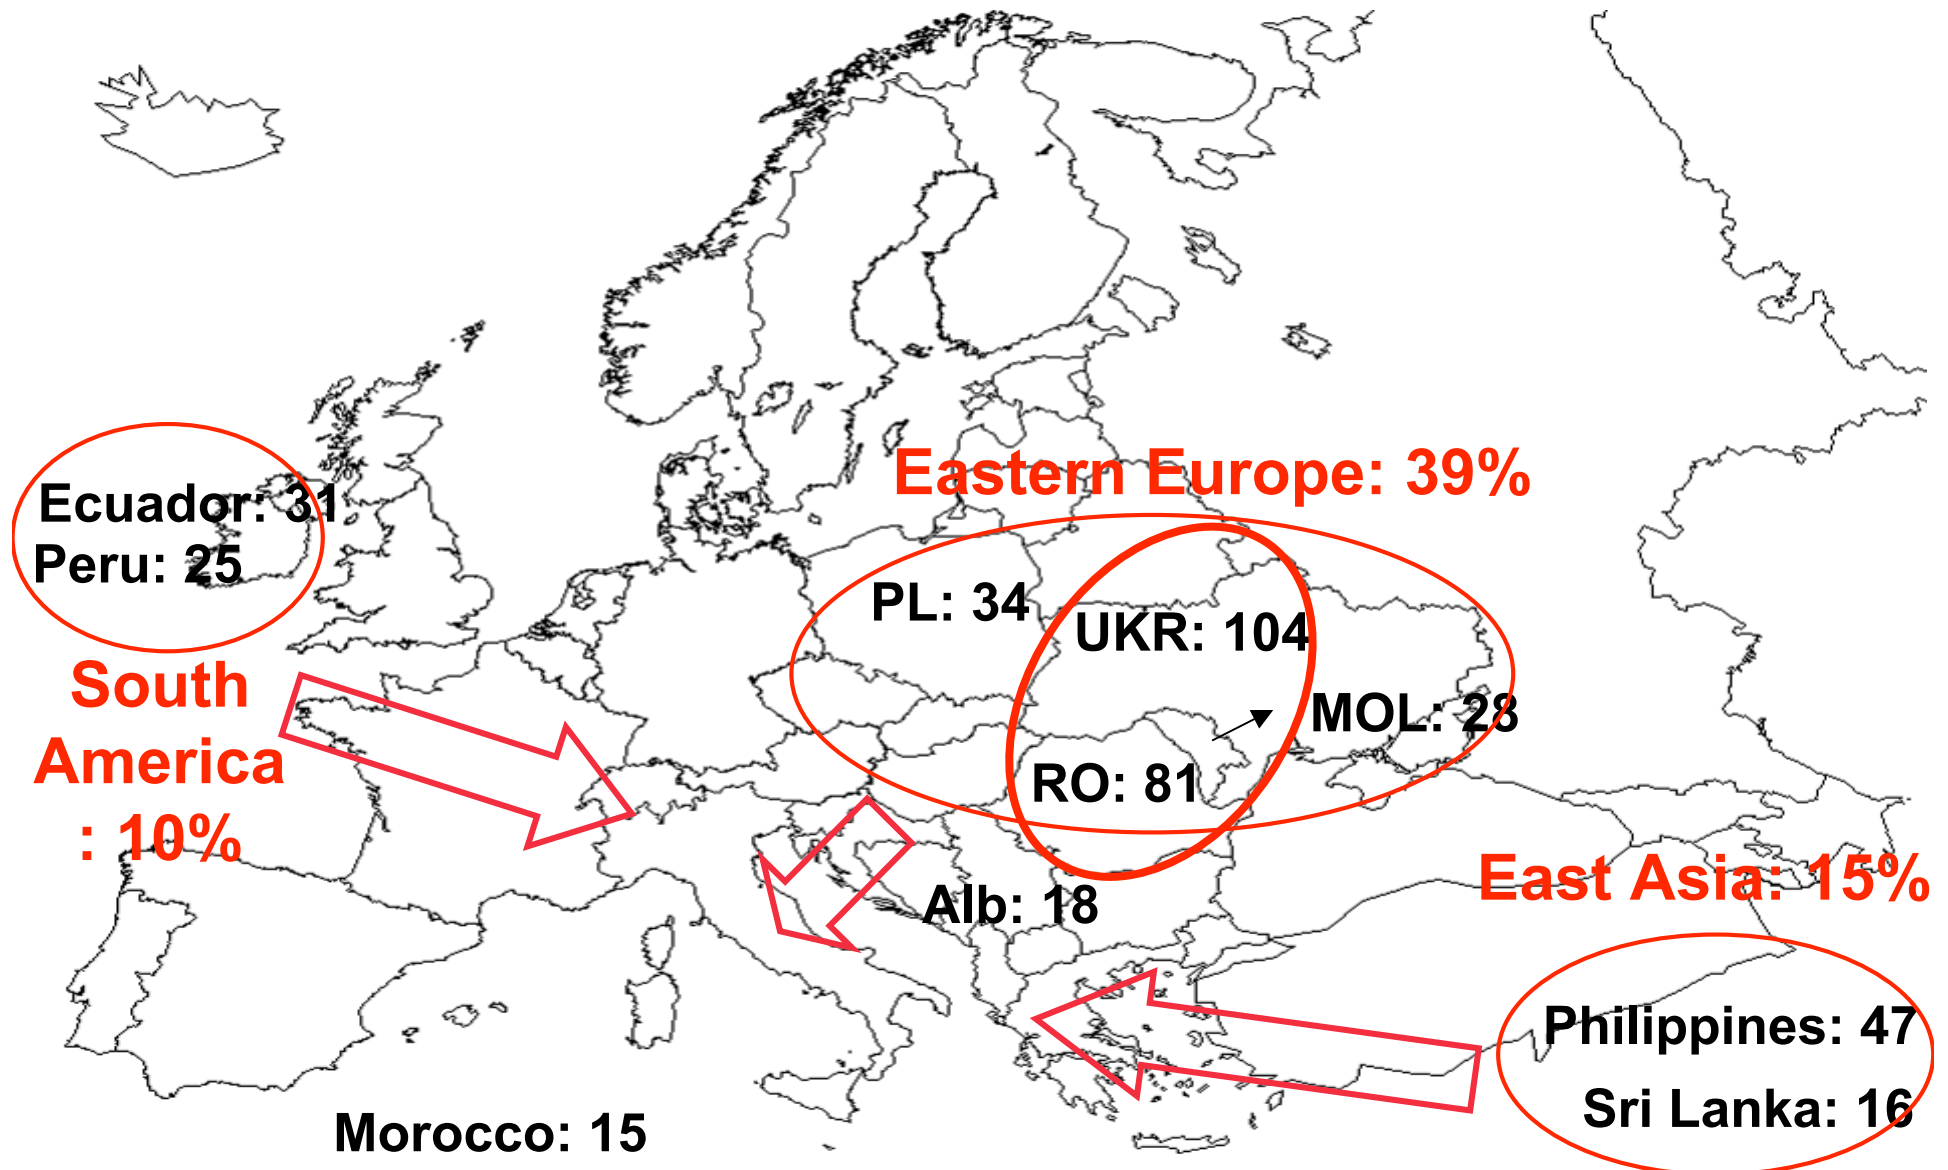 Eastern Europe: 39%
Ecuador: 31
Peru: 25
PL: 34
UKR: 104
South
America
: 10%
MOL: 28
RO: 81
East Asia: 15%
Alb: 18
Philippines: 47
Sri Lanka: 16
Morocco: 15